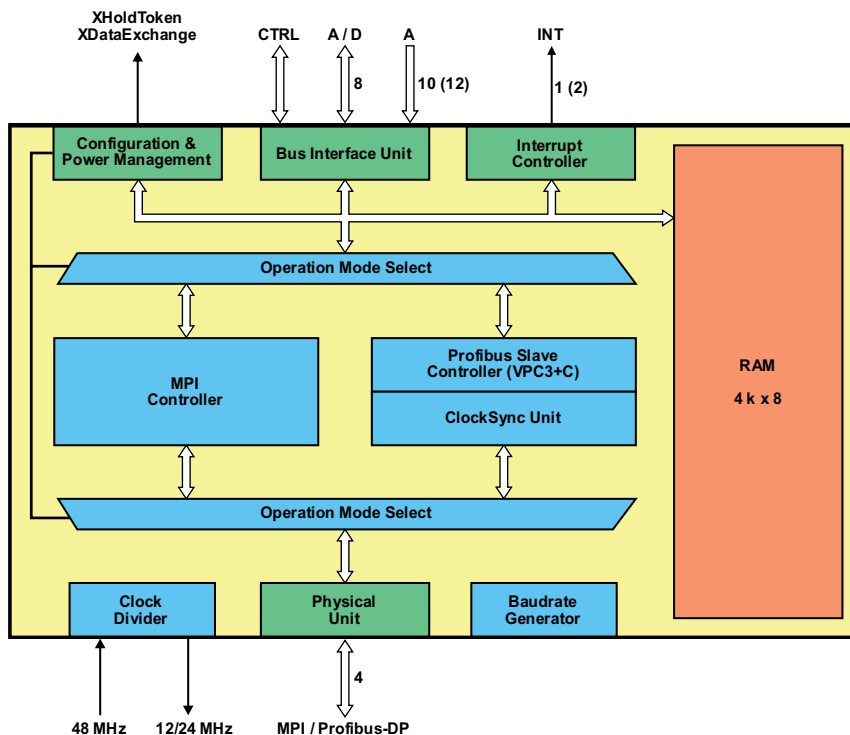 XHoldToken
XDataExchange
CTRL
A / D
A
INT
8
10 (12)
1 (2)
Configuration &
Power Management
Bus Interface Unit
Interrupt
Controller
Operation Mode Select
MPI
Controller
Profibus Slave
Controller (VPC3+C)
ClockSync Unit
RAM
4 k x 8
Operation Mode Select
Clock
Divider
Physical
Unit
Baudrate
Generator
4
48 MHz
12/24 MHz
MPI / Profibus-DP